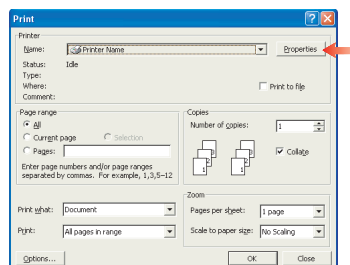 Print
Printer
Name: Printer Name Properties
Status: Idle
Type:
Where: Print to file
Comment:
Page range
All
Current page Selection
Pages:
Enter page numbers and/or page ranges
separated by commas. For example, 1,3,5–12
Copies
Number of copies: 1
Collate
Print what: Document
Print: All pages in range
Zoom
Pages per sheet: 1 page
Scale to paper size: No Scaling
Options... OK Close